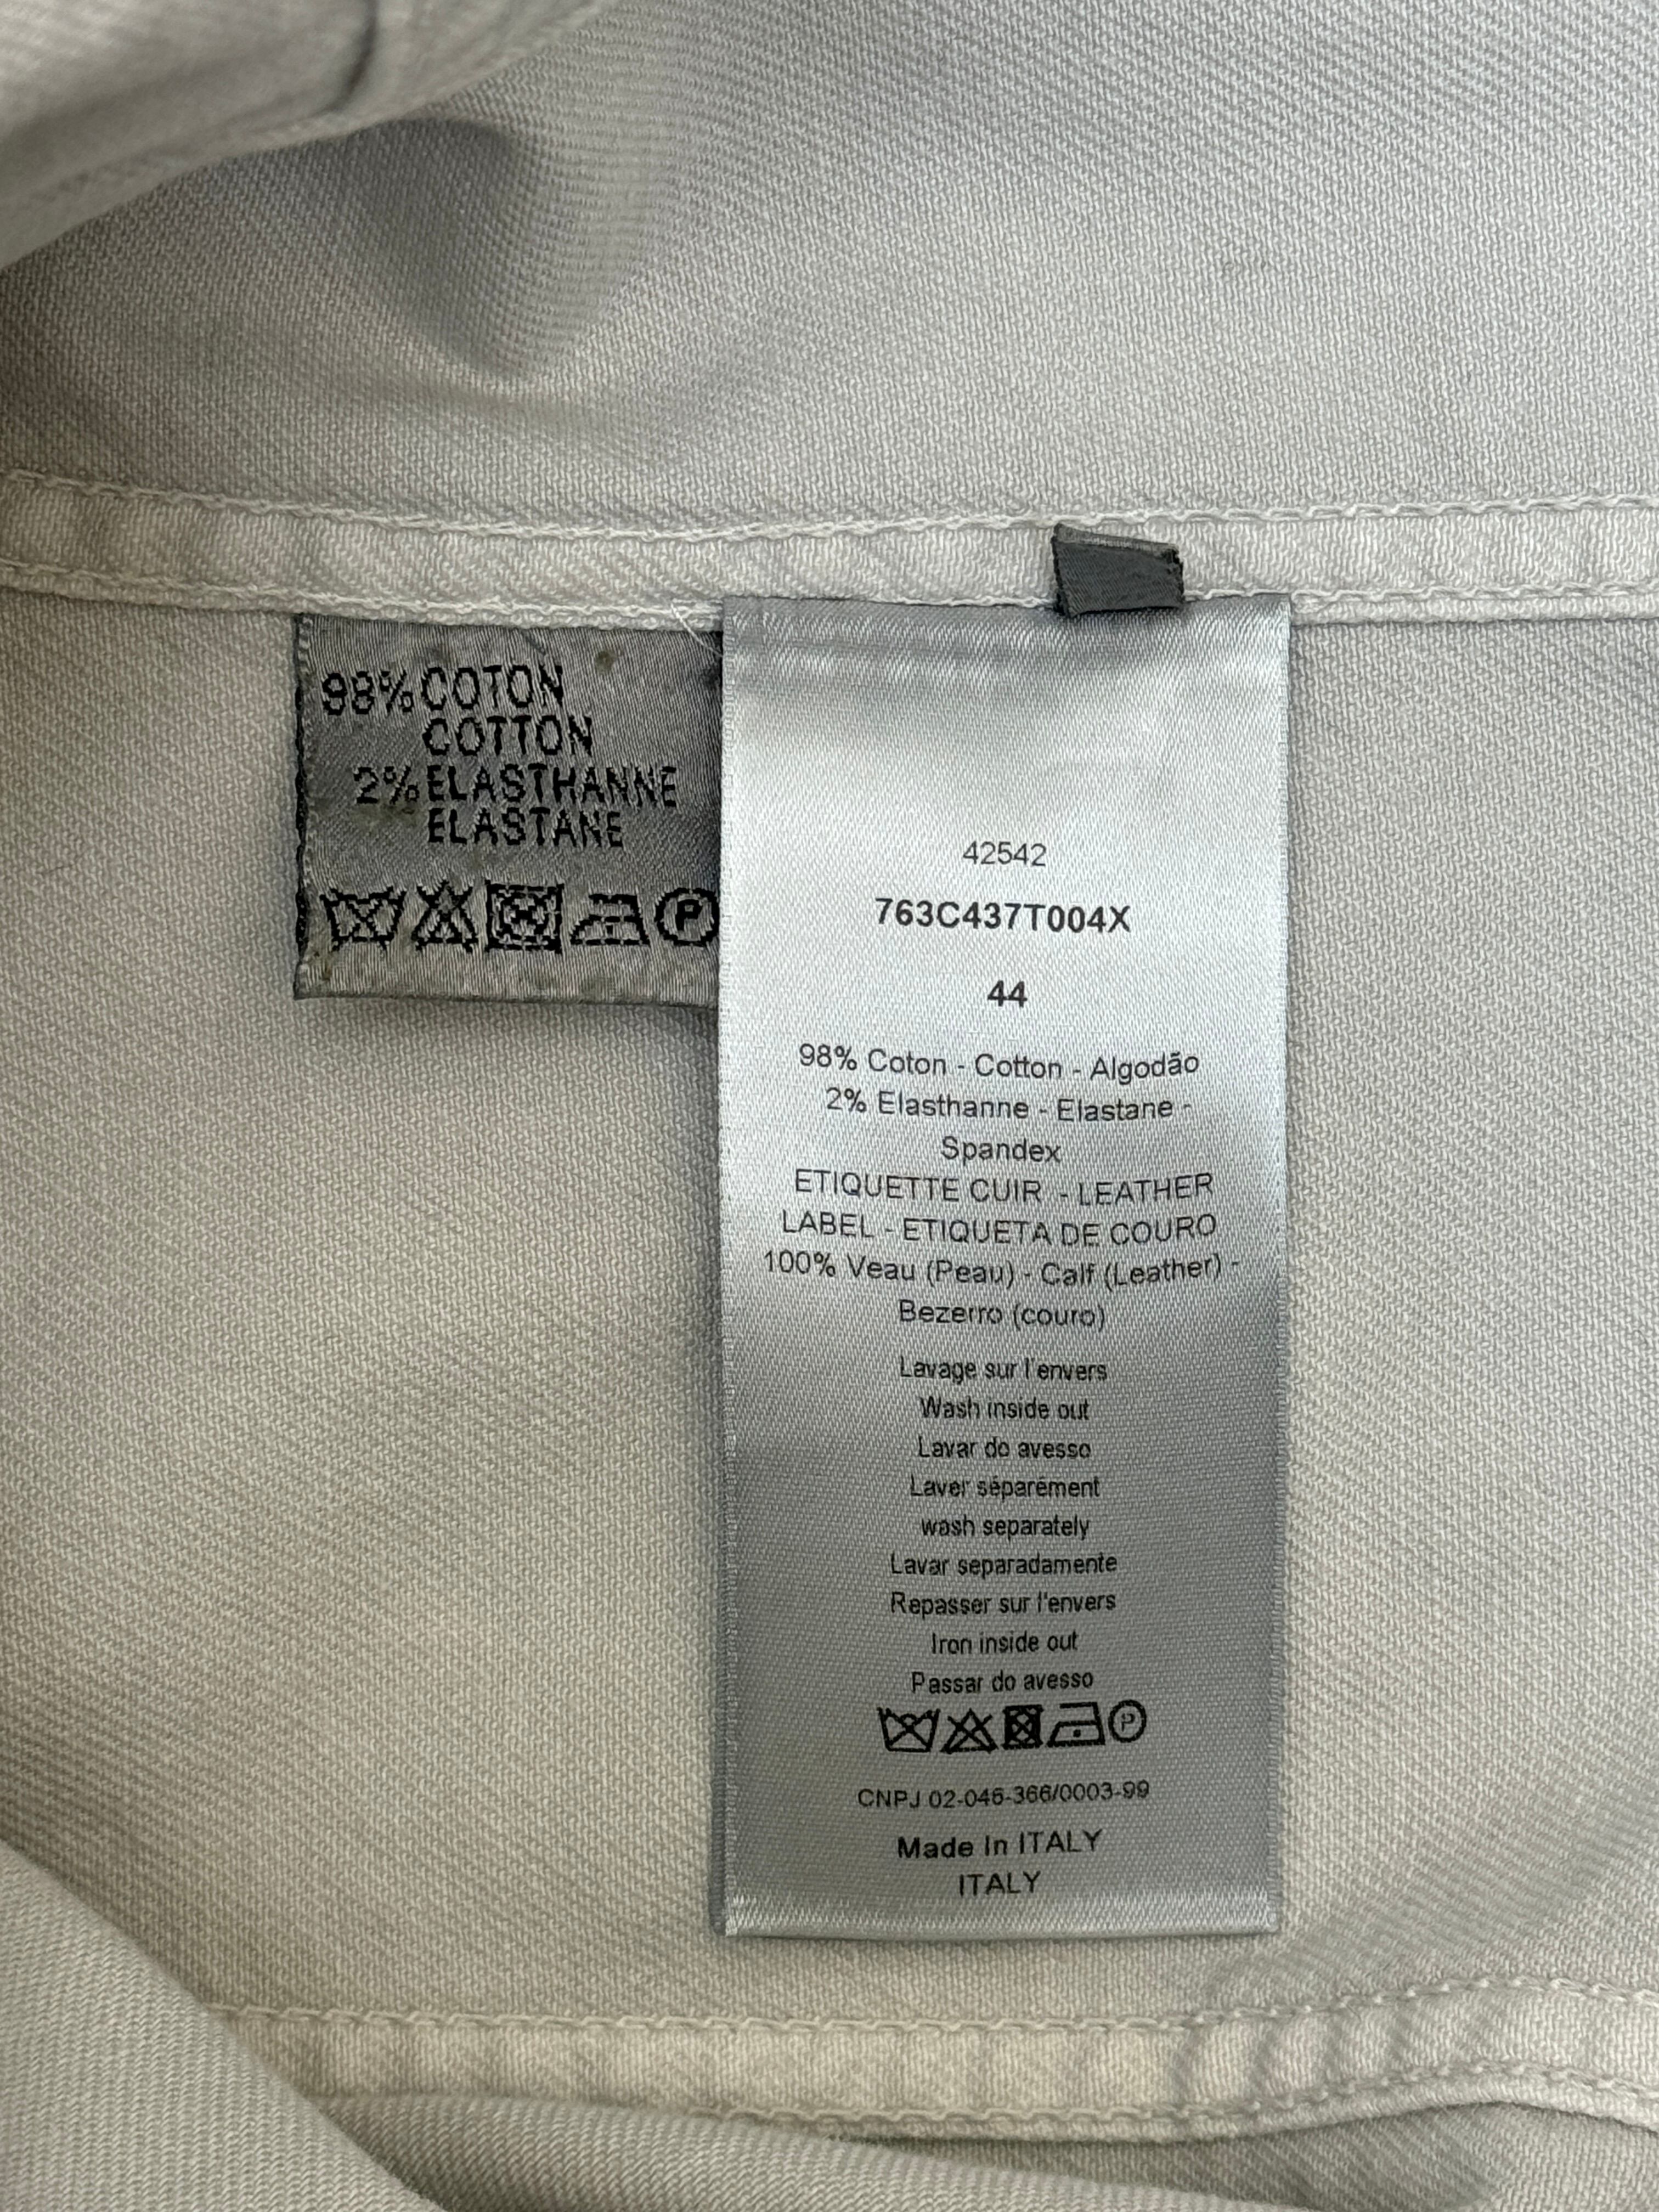 98% COTON
COTTON
2% ELASTHANNE
ELASTANE
P
42542
763C437T004X
44
98% Coton - Cotton - Algodão
2% Elasthanne - Elastane -
Spandex
ETIQUETTE CUIR - LEATHER
LABEL - ETIQUETA DE COURO
100% Veau (Peau) - Calf (Leather) -
Bezerro (couro)
Lavage sur l'envers
Wash inside out
Lavar do avesso
Laver séparément
wash separately
Lavar separadamente
Repasser sur l'envers
Iron inside out
Passar do avesso
P
CNPJ 02-046-366/0003-99
Made In ITALY
ITALY